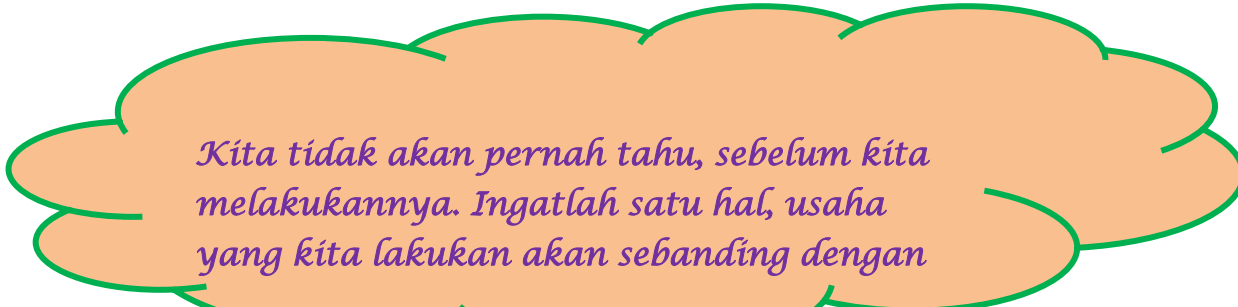 Kita tidak akan pernah tahu, sebelum kita
melakukannya. Ingatlah satu hal, usaha
yang kita lakukan akan sebanding dengan